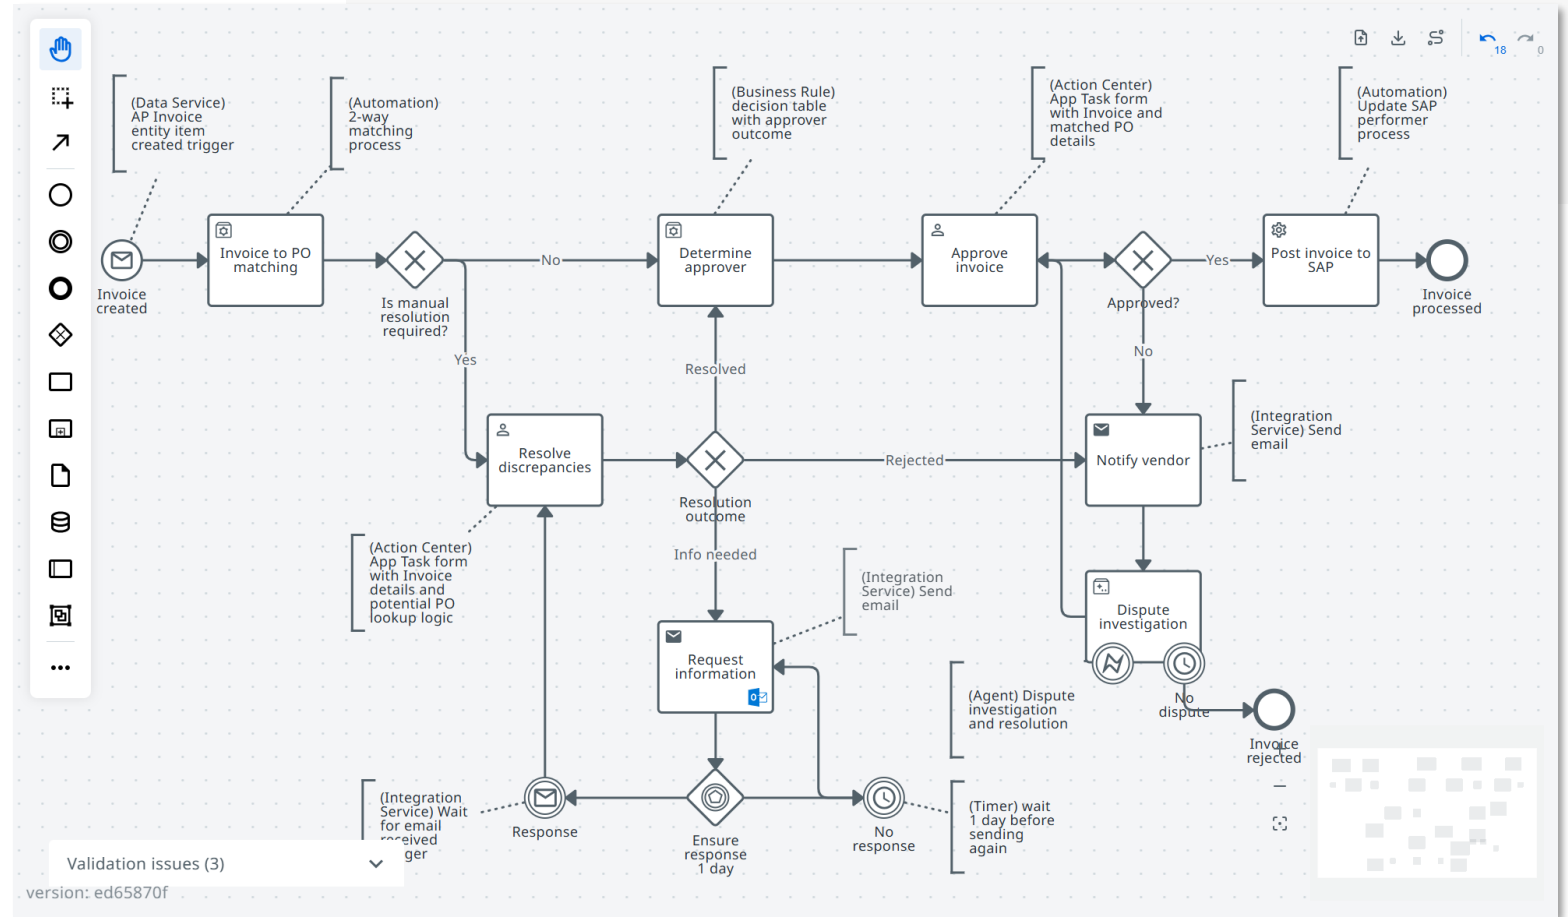 18
0
(Data Service)
AP Invoice
entity item
created trigger
(Automation)
2-way
matching
process
(Business Rule)
decision table
with approver
outcome
(Action Center)
App Task form
with Invoice and
matched PO
details
(Automation)
Update SAP
performer
process
Invoice
created
Invoice to PO
matching
Is manual
resolution
required?
No
Yes
Determine
approver
Approve
invoice
Approved?
Yes
No
Post invoice to
SAP
Invoice
processed
Resolved
Resolve
discrepancies
Resolution
outcome
Rejected
Info needed
Notify vendor
(Integration
Service) Send
email
(Action Center)
App Task form
with Invoice
details and
potential PO
lookup logic
(Integration
Service) Send
email
Request
information
Dispute
investigation
No
dispute
Invoice
rejected
(Agent) Dispute
investigation
and resolution
(Integration
Service) Wait
for email
received
ger
Response
Ensure
response
1 day
No
response
(Timer) wait
1 day before
sending
again
Validation issues (3)
version: ed65870f